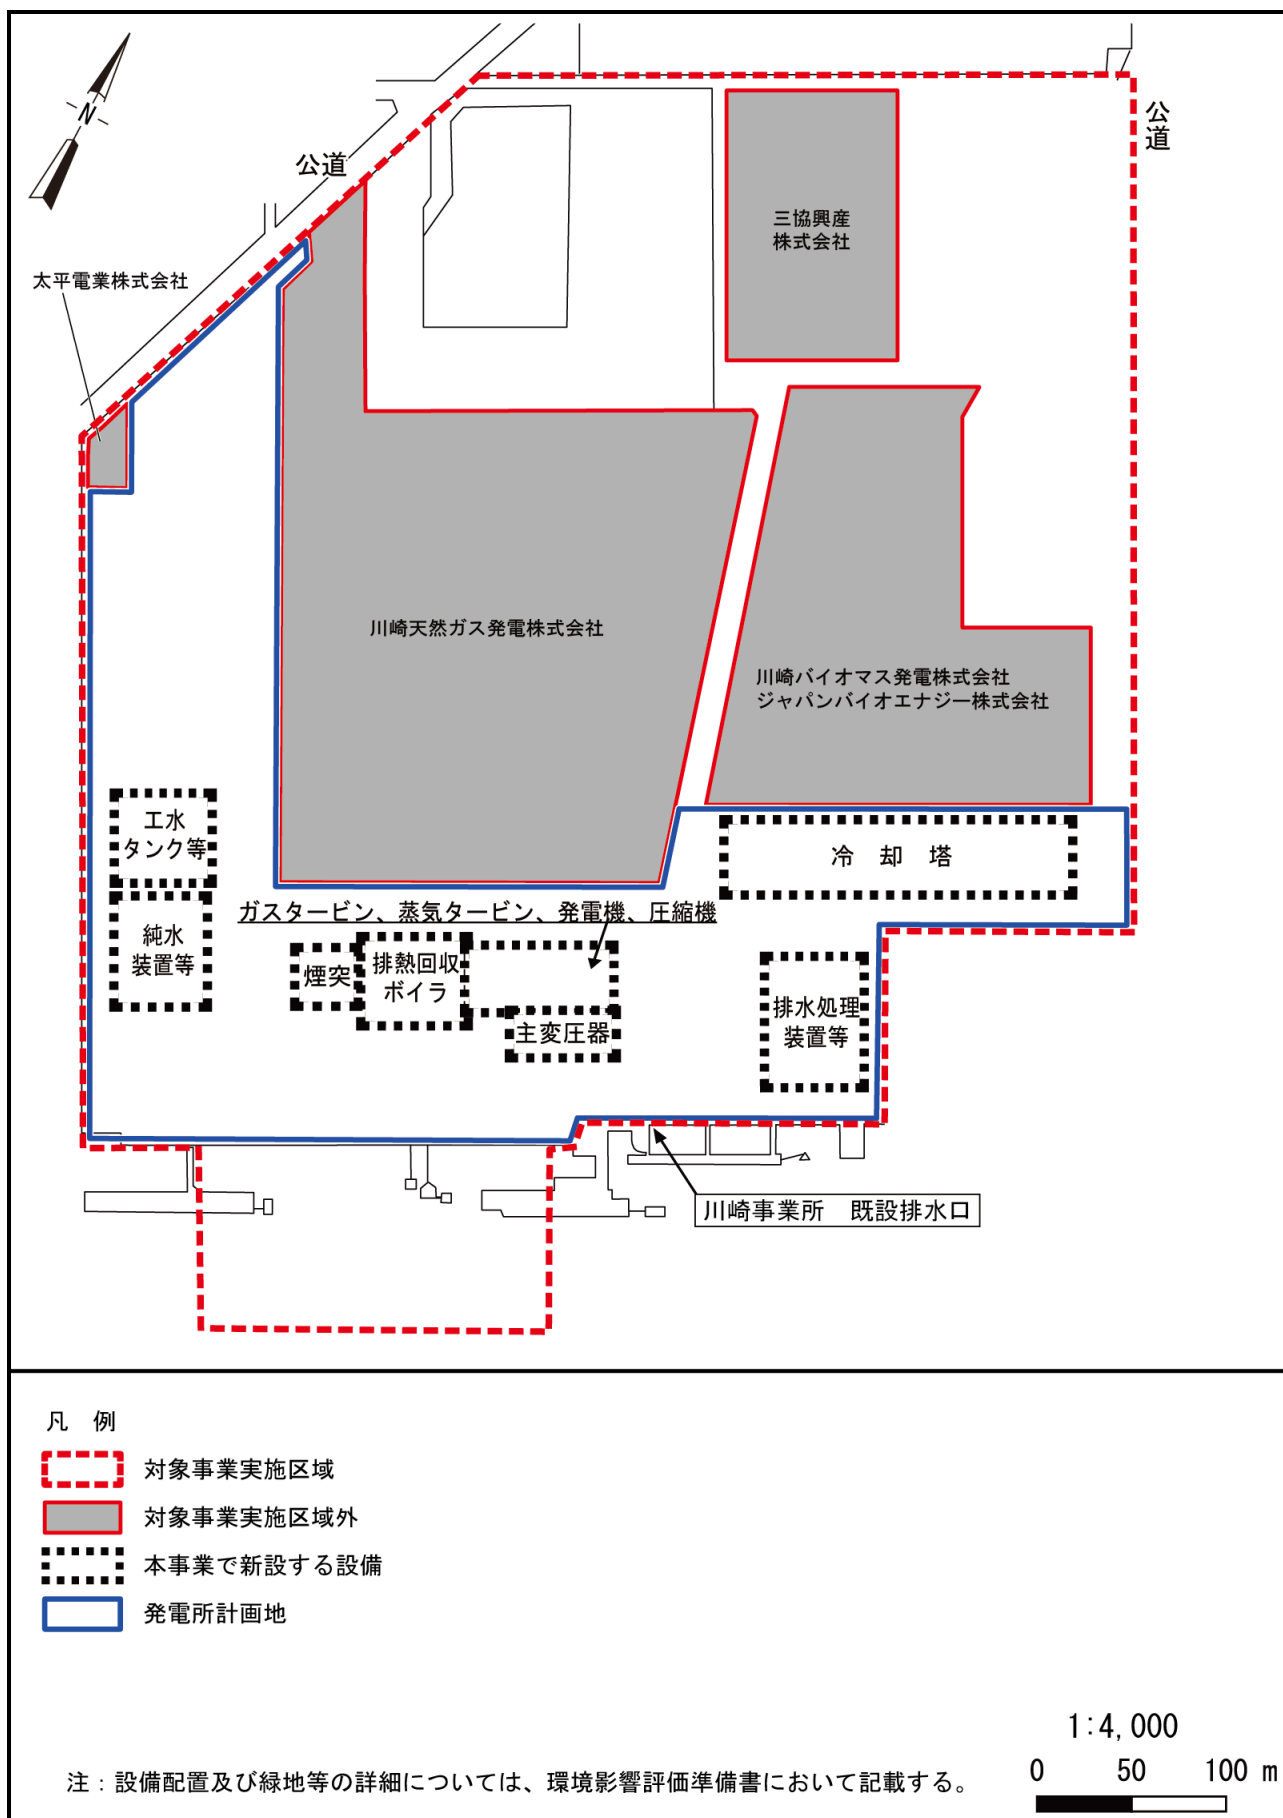 N
公道
公道
三協興産
株式会社
太平電業株式会社
川崎天然ガス発電株式会社
川崎バイオマス発電株式会社
ジャパンバイオエナジー株式会社
工水
タンク等
冷却塔
純水
装置等
ガスタービン、蒸気タービン、発電機、圧縮機
煙突
排熱回収
ボイラ
主変圧器
排水処理
装置等
川崎事業所　既設排水口
凡　例
対象事業実施区域
対象事業実施区域外
本事業で新設する設備
発電所計画地
1:4,000
0 50 100 m
注：設備配置及び緑地等の詳細については、環境影響評価準備書において記載する。